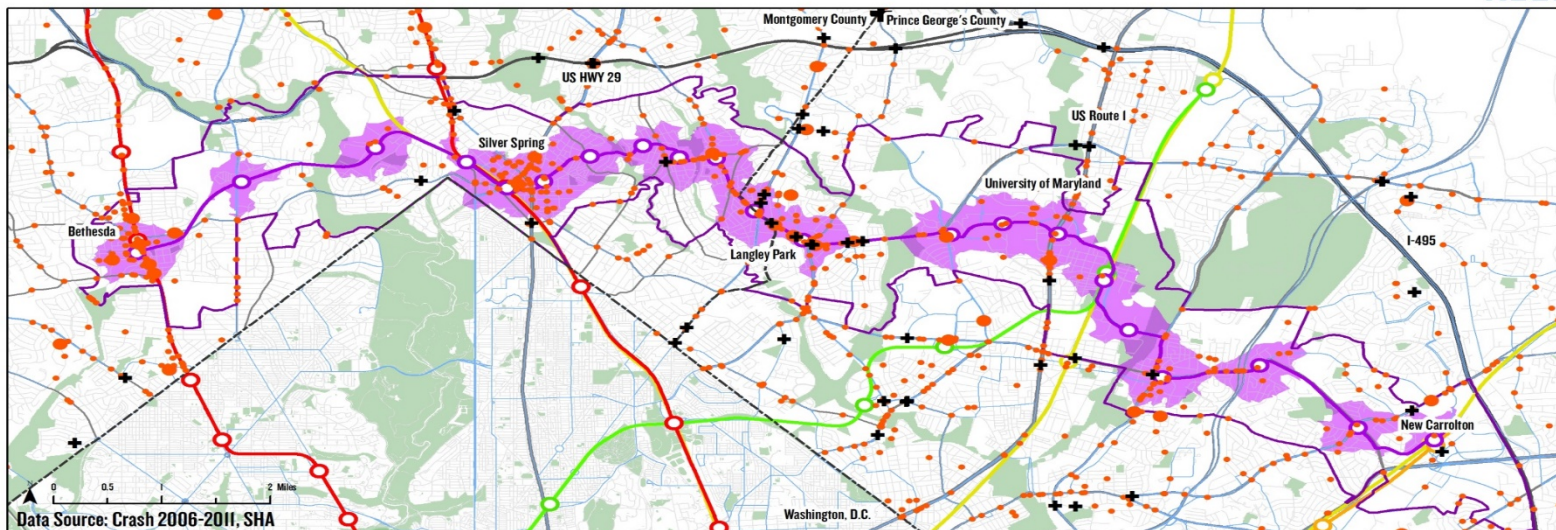 Montgomery County
Prince George's County
US HWY 29
US Route 1
Silver Spring
University of Maryland
Bethesda
Langley Park
I-495
New Carrolton
0 0.5 1 2 Miles
Washington, D.C.
Data Source: Crash 2006-2011, SHA